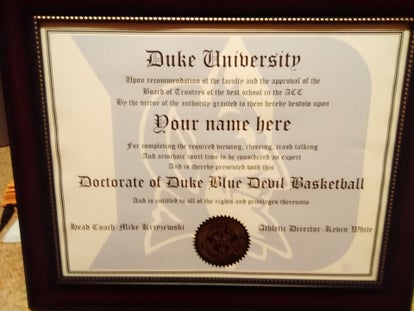 Duke University
Upon recommendation of the faculty and the approval of the
Board of Trustees of the best school in the ACC
By the virtue of the authority granted to them hereby bestow upon
Your name here
For completing the required viewing, cheering, trash talking
And armchair court time to be considered an expert
And is hereby presented with this
Doctorate of Duke Blue Devil Basketball
And is entitled to all of the rights and privileges thereunto
Head Coach-Mike Krzyzewski Athletic Director-Kevin White